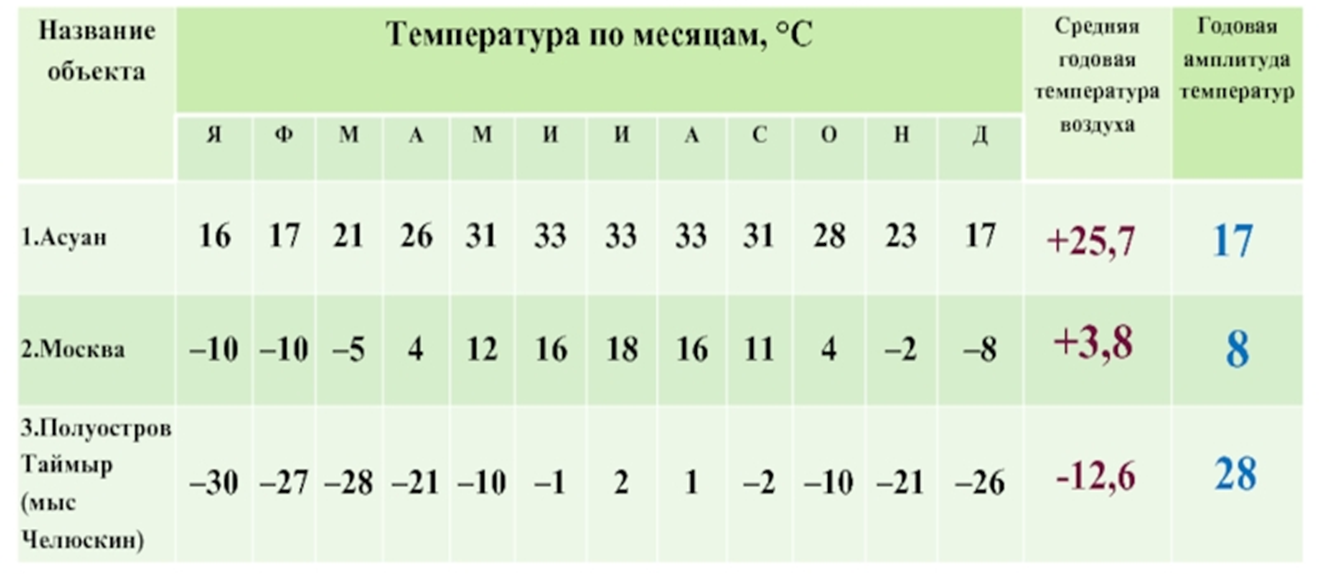 Название объекта
Температура по месяцам, °С
Средняя годовая температура воздуха
Годовая амплитуда температур
Я Ф М А М И И А С О Н Д
1.Асуан 16 17 21 26 31 33 33 33 31 28 23 17 +25,7 17
2.Москва –10 –10 –5 4 12 16 18 16 11 4 –2 –8 +3,8 8
3.Полуостров Таймыр (мыс Челюскин) –30 –27 –28 –21 –10 –1 2 1 –2 –10 –21 –26 -12,6 28